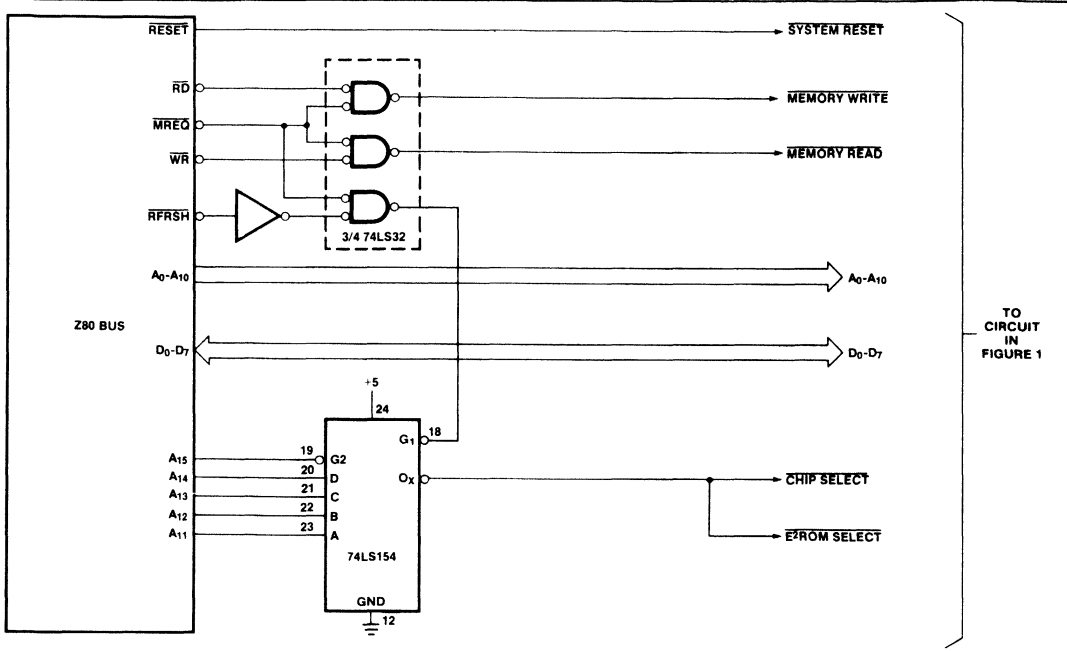 RESET
SYSTEM RESET
RD
MEMORY WRITE
MREQ
MEMORY READ
WR
RFRSH
3/4 74LS32
A0-A10
A0-A10
Z80 BUS
TO
CIRCUIT
IN
FIGURE 1
D0-D7
D0-D7
+5
24
G1
18
A15
19
G2
A14
20
D
OX
CHIP SELECT
A13
21
C
A12
22
B
A11
23
A
E2ROM SELECT
74LS154
GND
12